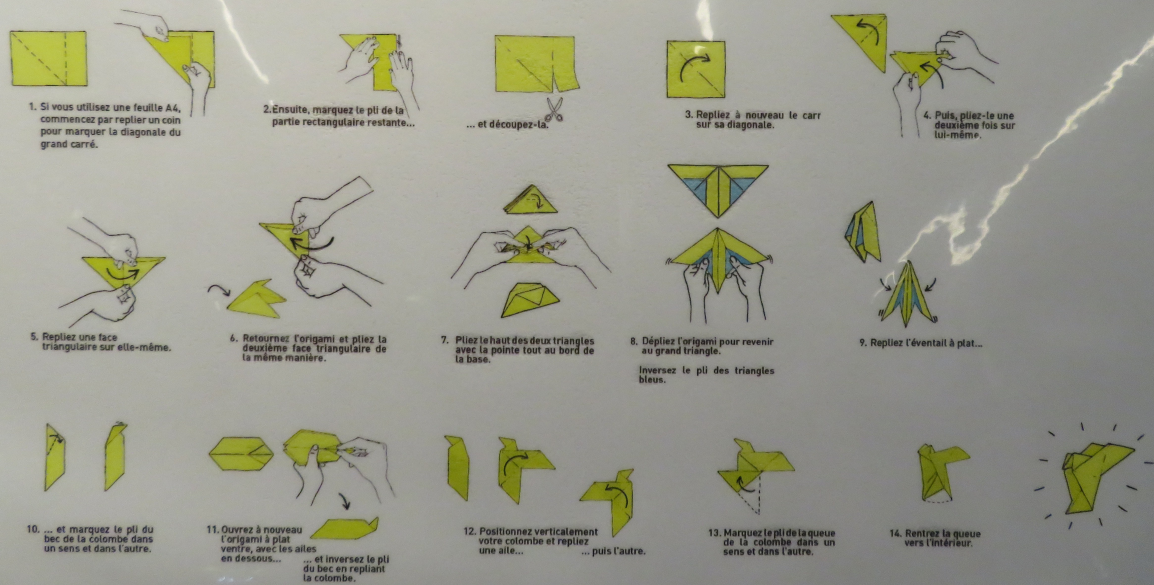 1. Si vous utilisez une feuille A4,
commencez par replier un coin
pour marquer la diagonale du
grand carré.
2. Ensuite, marquez le pli de la
partie rectangulaire restante...
... et découpez-la.
3. Repliez à nouveau le carr
sur sa diagonale.
4. Puis, pliez-le une
deuxième fois sur
lui-même.
5. Repliez une face
triangulaire sur elle-même.
6. Retournez l'origami et pliez la
deuxième face triangulaire de
la même manière.
7. Pliez le haut des deux triangles
avec la pointe tout au bord de
la base.
8. Dépliez l'origami pour revenir
au grand triangle.
Inversez le pli des triangles
bleus.
9. Repliez l'éventail à plat...
10. ... et marquez le pli du
bec de la colombe dans
un sens et dans l'autre.
11. Ouvrez à nouveau
l'origami à plat
ventre, avec les ailes
en dessous...
... et inversez le pli
du bec en repliant
la colombe.
12. Positionnez verticalement
votre colombe et repliez
une aile...
... puis l'autre.
13. Marquez le pli de la queue
de la colombe dans un
sens et dans l'autre.
14. Rentrez la queue
vers l'intérieur.